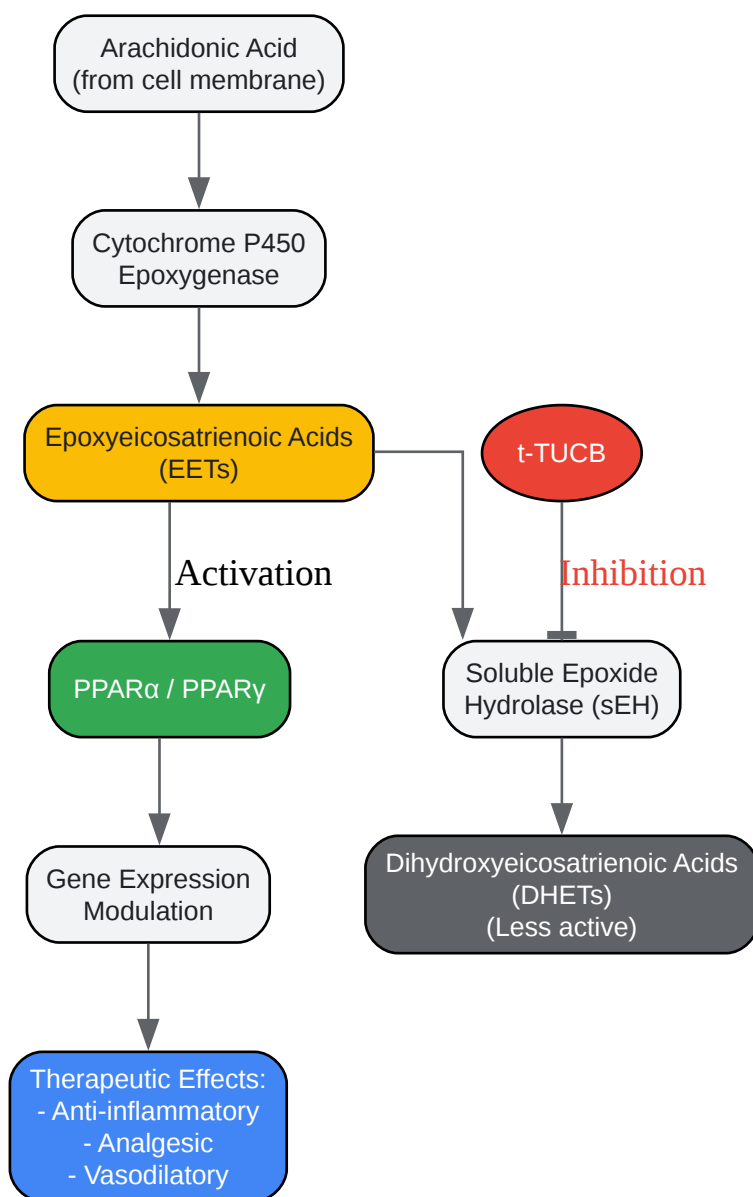 Arachidonic Acid
(from cell membrane)
Cytochrome P450
Epoxygenase
Epoxyeicosatrienoic Acids
(EETs)
t-TUCB
Activation
Inhibition
PPARα / PPARγ
Soluble Epoxide
Hydrolase (sEH)
Gene Expression
Modulation
Dihydroxyeicosatrienoic Acids
(DHETs)
(Less active)
Therapeutic Effects:
- Anti-inflammatory
- Analgesic
- Vasodilatory